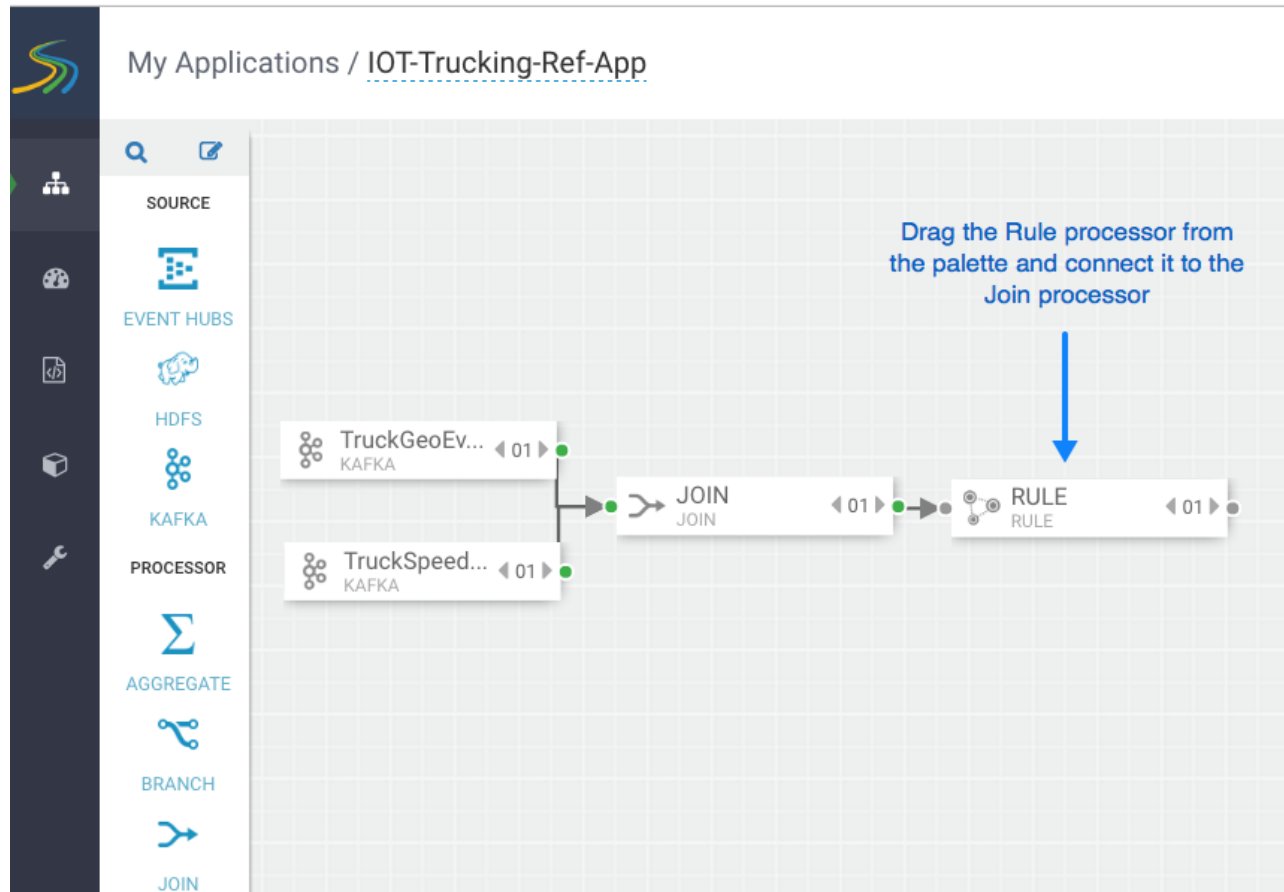 My Applications / IOT-Trucking-Ref-App
SOURCE
EVENT HUBS
HDFS
KAFKA
PROCESSOR
AGGREGATE
BRANCH
JOIN
Drag the Rule processor from
the palette and connect it to the
Join processor
TruckGeoEv... 01
KAFKA
TruckSpeed... 01
KAFKA
JOIN 01
JOIN
RULE 01
RULE